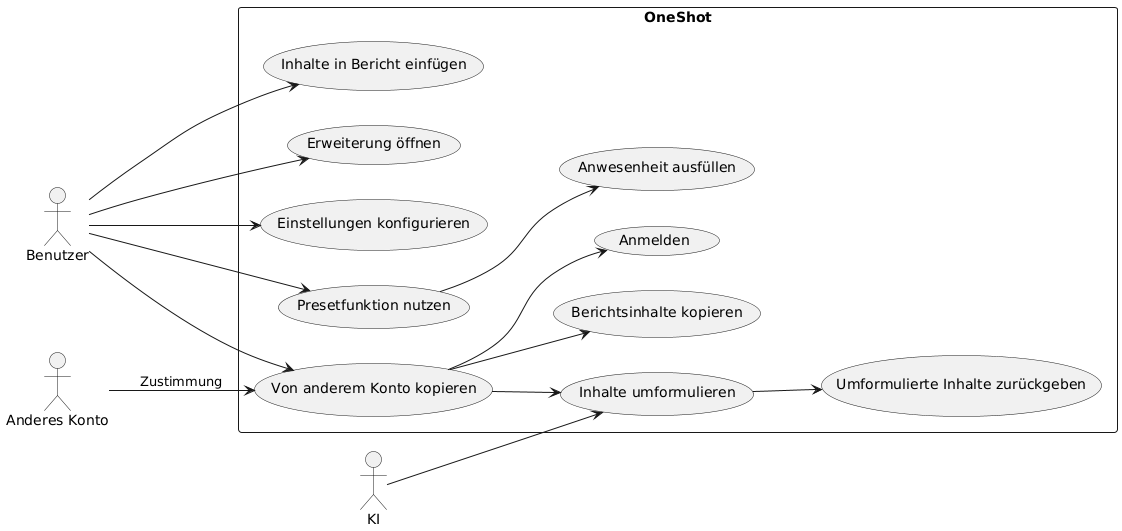 OneShot
Inhalte in Bericht einfügen
Erweiterung öffnen
Anwesenheit ausfüllen
Einstellungen konfigurieren
Anmelden
Benutzer
Presetfunktion nutzen
Berichtsinhalte kopieren
Zustimmung
Von anderem Konto kopieren
Inhalte umformulieren
Umformulierte Inhalte zurückgeben
Anderes Konto
KI